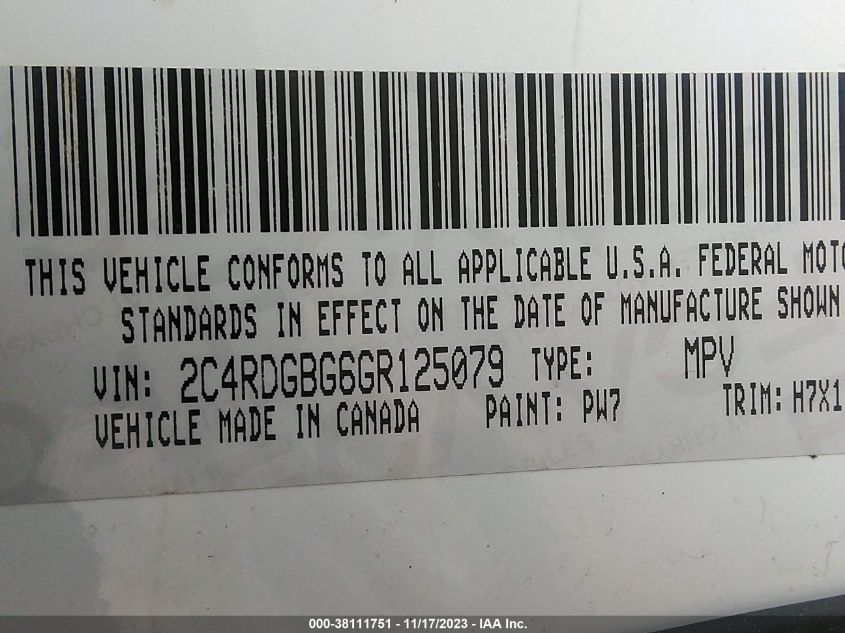 THIS VEHICLE CONFORMS TO ALL APPLICABLE U.S.A. FEDERAL MOTO
STANDARDS IN EFFECT ON THE DATE OF MANUFACTURE SHOWN
VIN: 2C4RDGBG6GR125079 TYPE: MPV
VEHICLE MADE IN CANADA PAINT: PW7 TRIM: H7X1
000-38111751 - 11/17/2023 - IAA Inc.